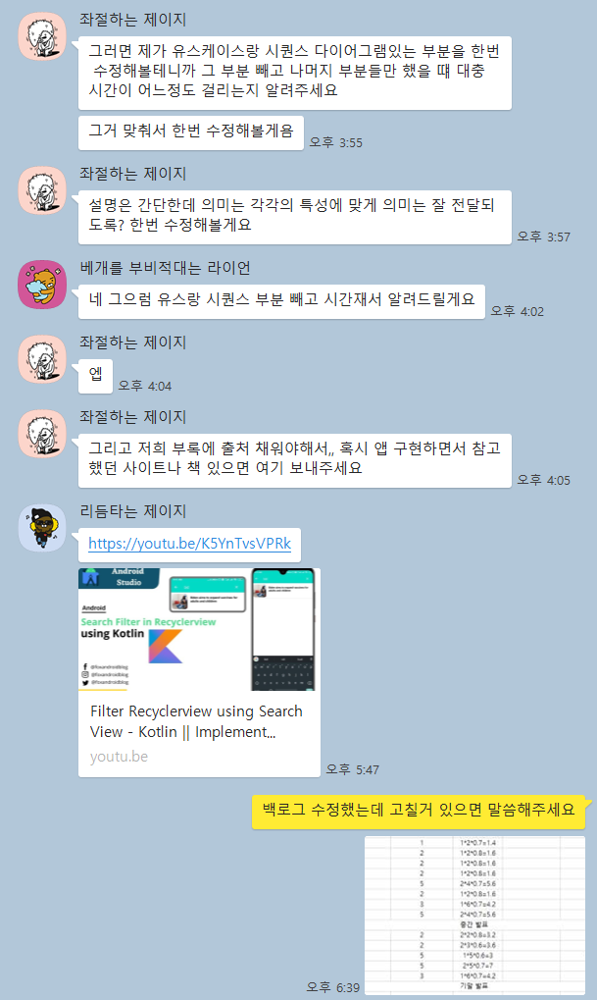 좌절하는 제이지
그러면 제가 유스케이스랑 시퀀스 다이어그램있는 부분을 한번
수정해볼테니까 그 부분 빼고 나머지 부분들만 했을 떄 대충
시간이 어느정도 걸리는지 알려주세요
그거 맞춰서 한번 수정해볼게욤
오후 3:55
좌절하는 제이지
설명은 간단한데 의미는 각각의 특성에 맞게 의미는 잘 전달되
도록? 한번 수정해볼게요
오후 3:57
베개를 부비적대는 라이언
네 그으럼 유스랑 시퀀스 부분 빼고 시간재서 알려드릴게요
오후 4:02
좌절하는 제이지
엡
오후 4:04
좌절하는 제이지
그리고 저희 부록에 출처 채워야해서,, 혹시 앱 구현하면서 참고
했던 사이트나 책 있으면 여기 보내주세요
오후 4:05
리듬타는 제이지
https://youtu.be/K5YnTvsVPRk
Android
Studio
Android
Search Filter in Recyclerview
using Kotlin
@foxandroidblog
@foxandroidblog
@foxandroidblog
Filter Recyclerview using Search
View - Kotlin || Implement...
youtu.be
오후 5:47
백로그 수정했는데 고칠거 있으면 말씀해주세요
1 1*2*0.7=1.4
2 1*2*0.8=1.6
2 1*2*0.8=1.6
2 1*2*0.8=1.6
5 2*4*0.7=5.6
2 1*2*0.8=1.6
3 1*6*0.7=4.2
5 2*4*0.7=5.6
중간 발표
2 2*2*0.8=3.2
2 2*3*0.6=3.6
5 1*5*0.6=3
5 2*5*0.7=7
3 1*6*0.7=4.2
기말 발표
오후 6:39